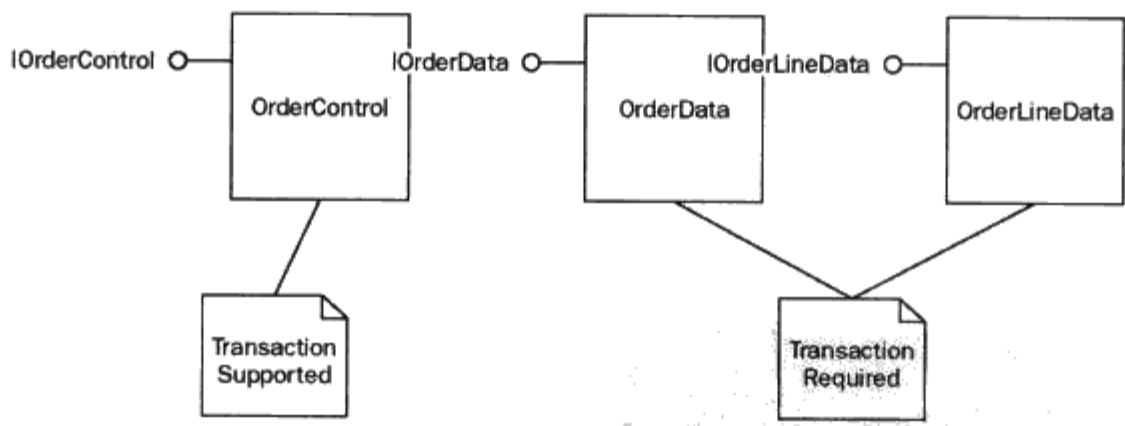 IOrderControl
IOrderData
IOrderLineData
OrderControl
OrderData
OrderLineData
Transaction
Supported
Transaction
Required